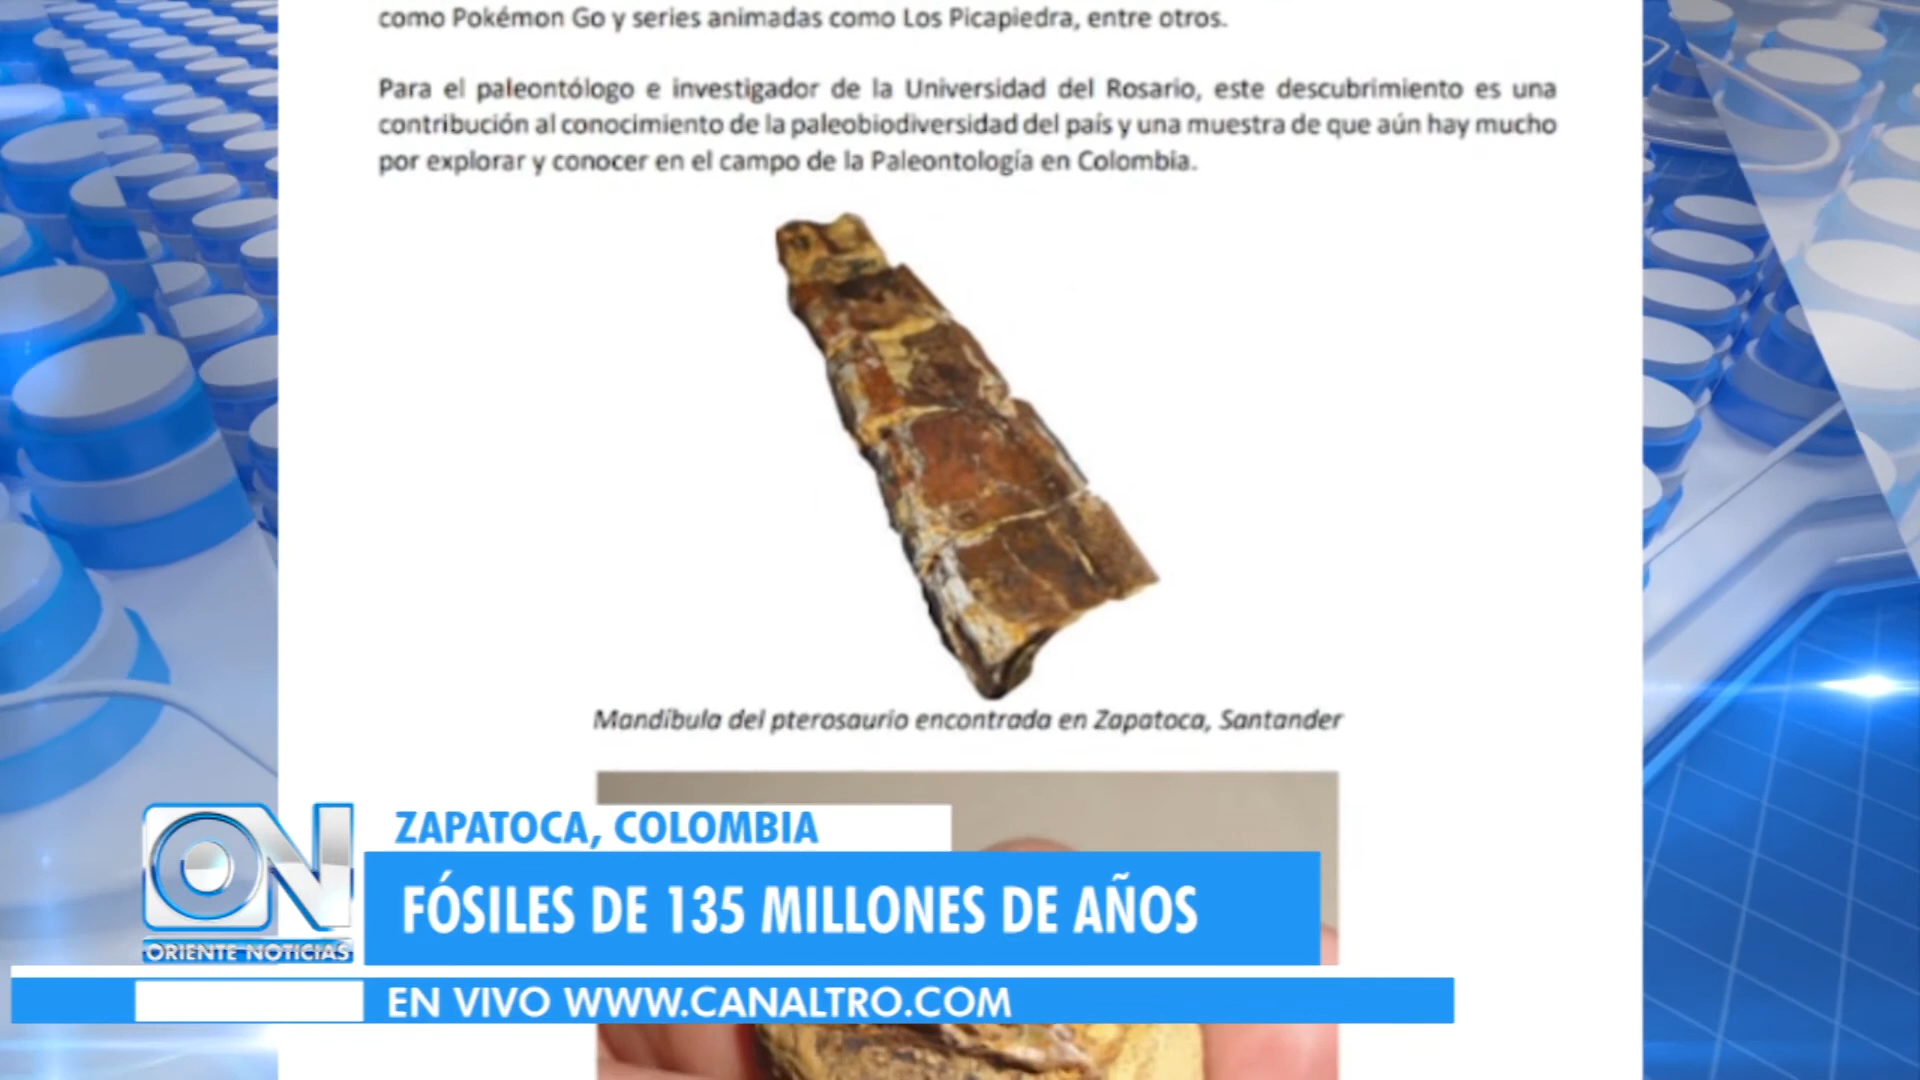 como Pokémon Go y series animadas como Los Picapiedra, entre otros.
Para el paleontólogo e investigador de la Universidad del Rosario, este descubrimiento es una
contribución al conocimiento de la paleobiodiversidad del país y una muestra de que aún hay mucho
por explorar y conocer en el campo de la Paleontología en Colombia.
Mandíbula del pterosaurio encontrada en Zapatoca, Santander
ZAPATOCA, COLOMBIA
FÓSILES DE 135 MILLONES DE AÑOS
ON
ORIENTE NOTICIAS
EN VIVO WWW.CANALTRO.COM